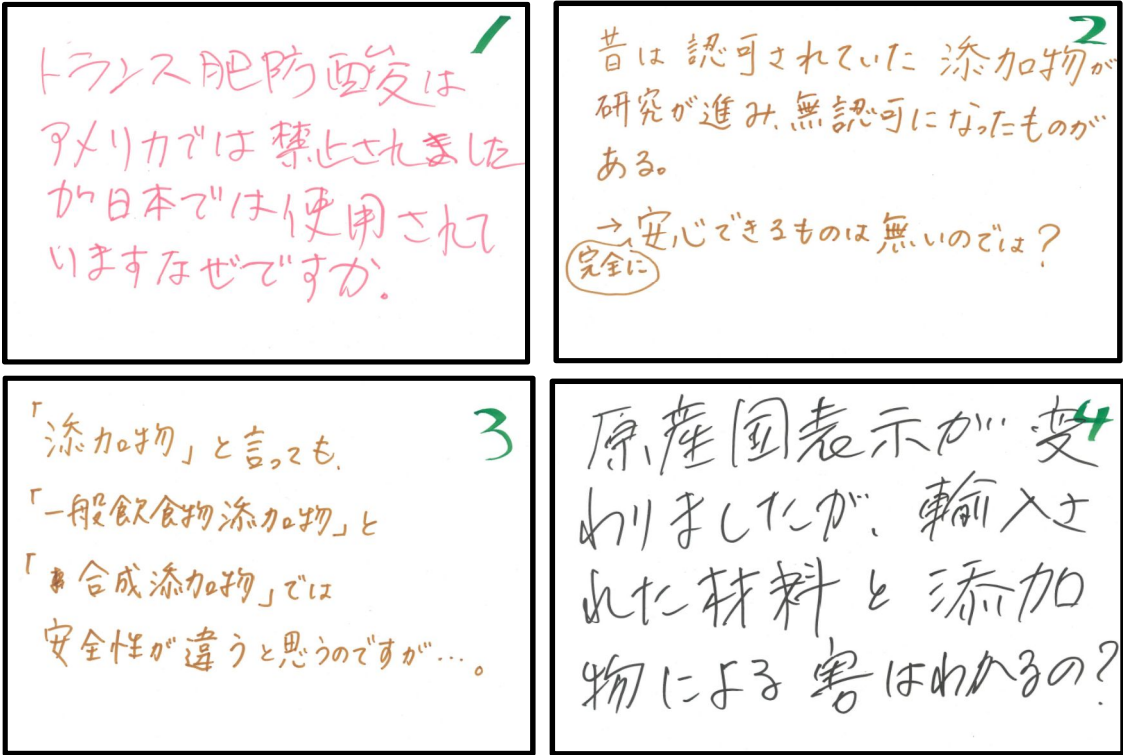 1
トランス肥防酸は
アメリカでは禁止されました
が日本では使用されて
いますなぜですか.
2
昔は認可されていた添加物が
研究が進み、無認可になったものが
ある。
→安心できるものは無いのでは?
完全に
3
「添加物」と言っても、
「一般飲食物添加物」と
「合成添加物」では
安全性が違うと思うのですが…。
4
原産国表示が変
わりましたが、輸入さ
れた材料と添加
物による害はわかるの?